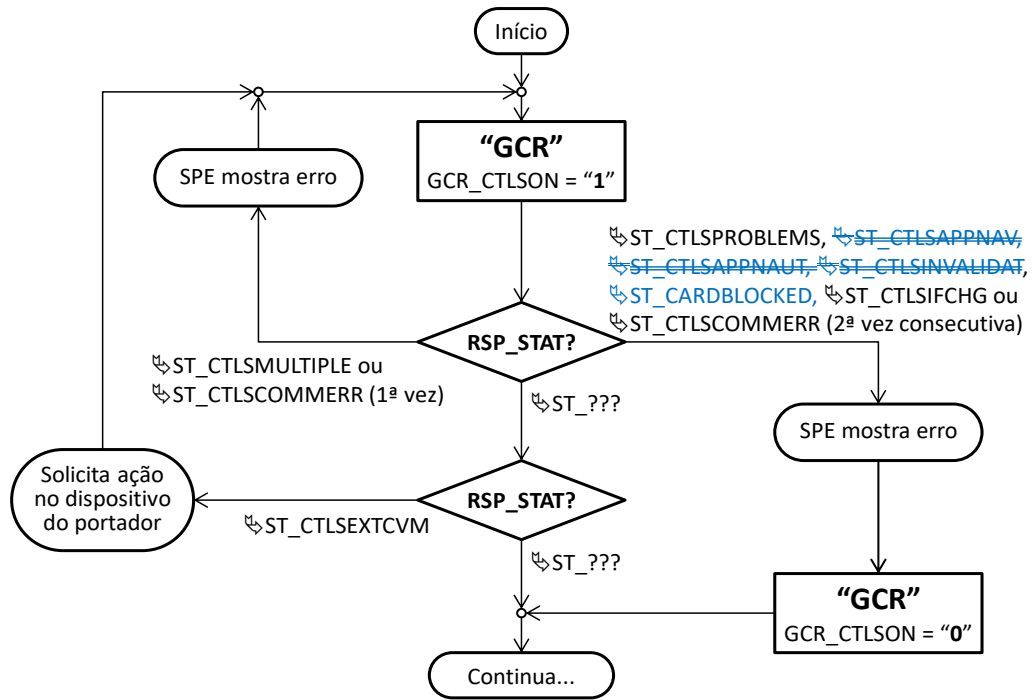 Início
“GCR”
GCR_CTLSON = “1”
SPE mostra erro
ST_CTLSPROBLEMS, ST_CTLSAPPNAV,
ST_CTLSAPPNAUT, ST_CTLSINVALIDAT,
ST_CARDBLOCKED, ST_CTLSIFCHG ou
ST_CTLSCOMMERR (2ª vez consecutiva)
RSP_STAT?
ST_CTLSMULTIPLE ou
ST_CTLSCOMMERR (1ª vez)
ST_???
SPE mostra erro
Solicita ação
no dispositivo
do portador
RSP_STAT?
ST_CTLSEXTCVM
ST_???
“GCR”
GCR_CTLSON = “0”
Continua...